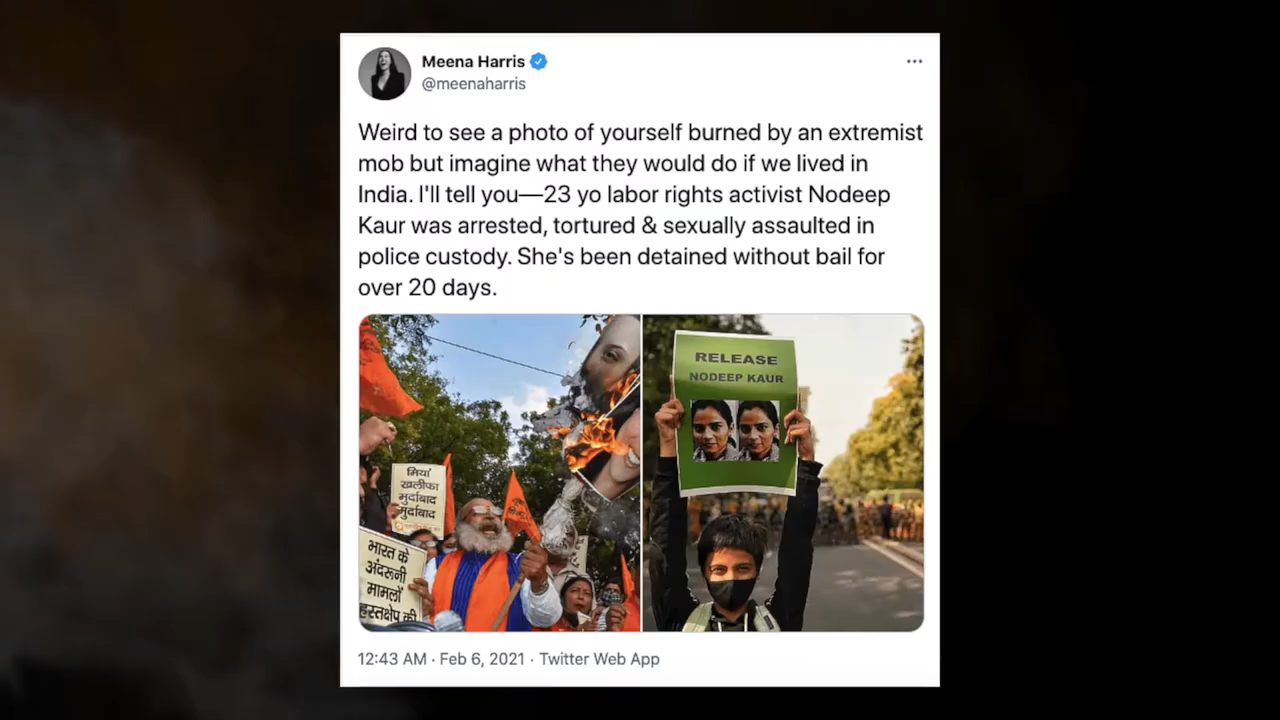 Meena Harris
@meenaharris
Weird to see a photo of yourself burned by an extremist
mob but imagine what they would do if we lived in
India. I'll tell you—23 yo labor rights activist Nodeep
Kaur was arrested, tortured & sexually assaulted in
police custody. She's been detained without bail for
over 20 days.
मियां
खलीफा
मुर्दाबाद
मुर्दाबाद
भारत के
अंदरूनी
मामलों
हस्तक्षेप की
RELEASE
NODEEP KAUR
12:43 AM · Feb 6, 2021 · Twitter Web App